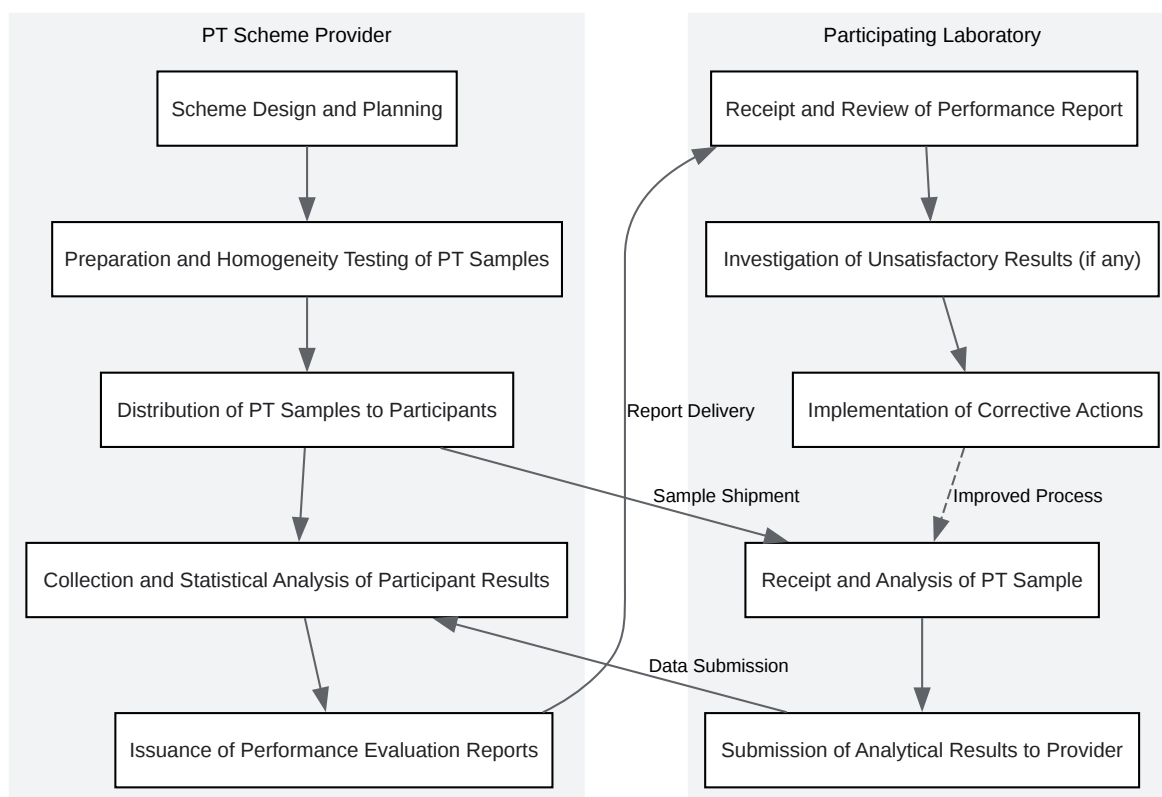 PT Scheme Provider
Scheme Design and Planning
Preparation and Homogeneity Testing of PT Samples
Distribution of PT Samples to Participants
Collection and Statistical Analysis of Participant Results
Issuance of Performance Evaluation Reports
Report Delivery
Sample Shipment
Data Submission
Participating Laboratory
Receipt and Review of Performance Report
Investigation of Unsatisfactory Results (if any)
Implementation of Corrective Actions
Improved Process
Receipt and Analysis of PT Sample
Submission of Analytical Results to Provider